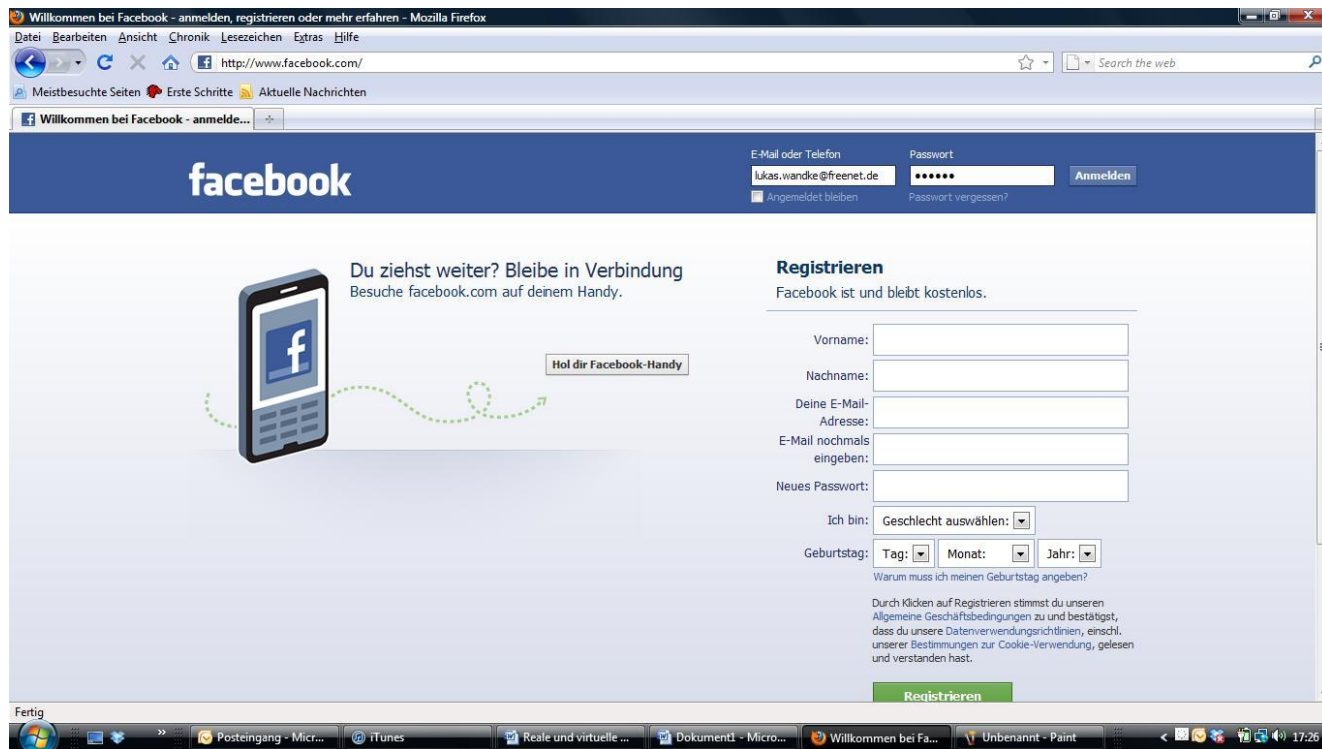 Willkommen bei Facebook - anmelden, registrieren oder mehr erfahren - Mozilla Firefox
Datei Bearbeiten Ansicht Chronik Lesezeichen Extras Hilfe
http://www.facebook.com/ Search the web
Meistbesuchte Seiten Erste Schritte Aktuelle Nachrichten
Willkommen bei Facebook - anmelde...
facebook
E-Mail oder Telefon Passwort
lukas.wandke@freenet.de •••••• Anmelden
Angemeldet bleiben Passwort vergessen?
Du ziehst weiter? Bleibe in Verbindung
Besuche facebook.com auf deinem Handy.
Hol dir Facebook-Handy
Registrieren
Facebook ist und bleibt kostenlos.
Vorname:
Nachname:
Deine E-Mail-
Adresse:
E-Mail nochmals
eingeben:
Neues Passwort:
Ich bin: Geschlecht auswählen:
Geburtstag: Tag: Monat: Jahr:
Warum muss ich meinen Geburtstag angeben?
Durch Klicken auf Registrieren stimmst du unseren
Allgemeine Geschäftsbedingungen zu und bestätigst,
dass du unsere Datenverwendungsrichtlinien, einschl.
unserer Bestimmungen zur Cookie-Verwendung, gelesen
und verstanden hast.
Registrieren
Fertig
Posteingang - Micr... iTunes Reale und virtuelle ... Dokument1 - Micro... Willkommen bei Fa... Unbenannt - Paint 17:26